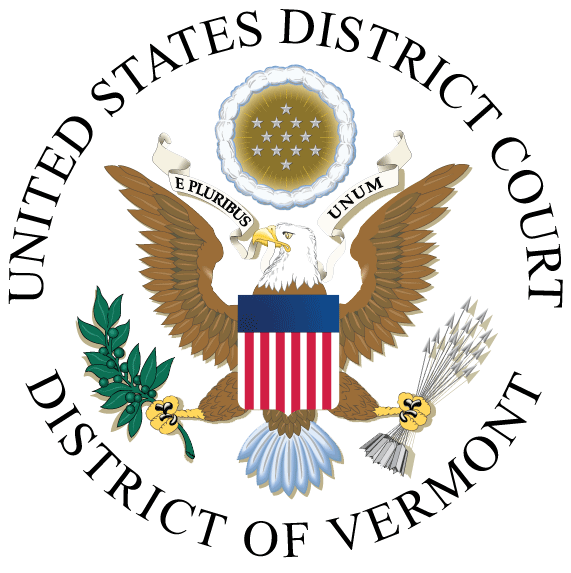 UNITED STATES DISTRICT COURT
E PLURIBUS UNUM
DISTRICT OF VERMONT